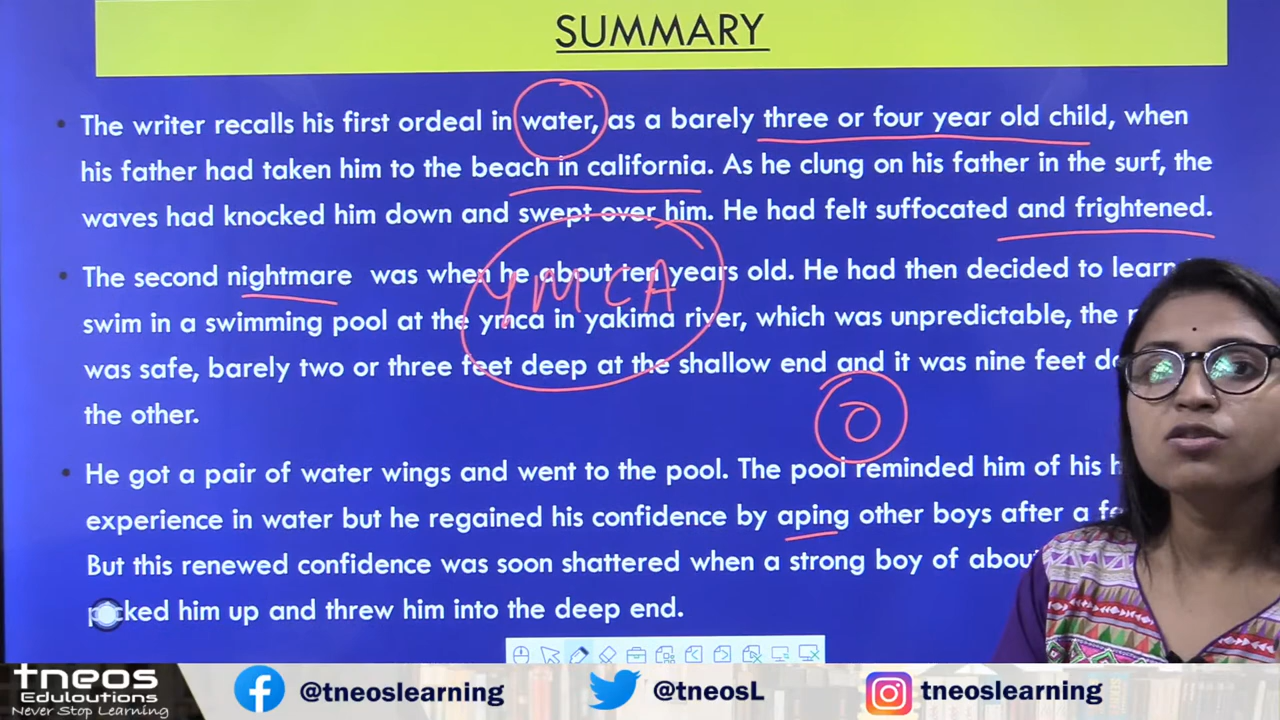 SUMMARY
The writer recalls his first ordeal in water, as a barely three or four year old child, when
his father had taken him to the beach in california. As he clung on his father in the surf, the
waves had knocked him down and swept over him. He had felt suffocated and frightened.
The second nightmare was when he about ten years old. He had then decided to learn
YMCA
swim in a swimming pool at the ymca in yakima river, which was unpredictable, the
was safe, barely two or three feet deep at the shallow end and it was nine feet
the other.
He got a pair of water wings and went to the pool. The pool reminded him of his
experience in water but he regained his confidence by aping other boys after a
But this renewed confidence was soon shattered when a strong boy of about
picked him up and threw him into the deep end.
tneos
Eduloutions
Never Stop Learning
@tneoslearning
@tneosL
tneoslearning